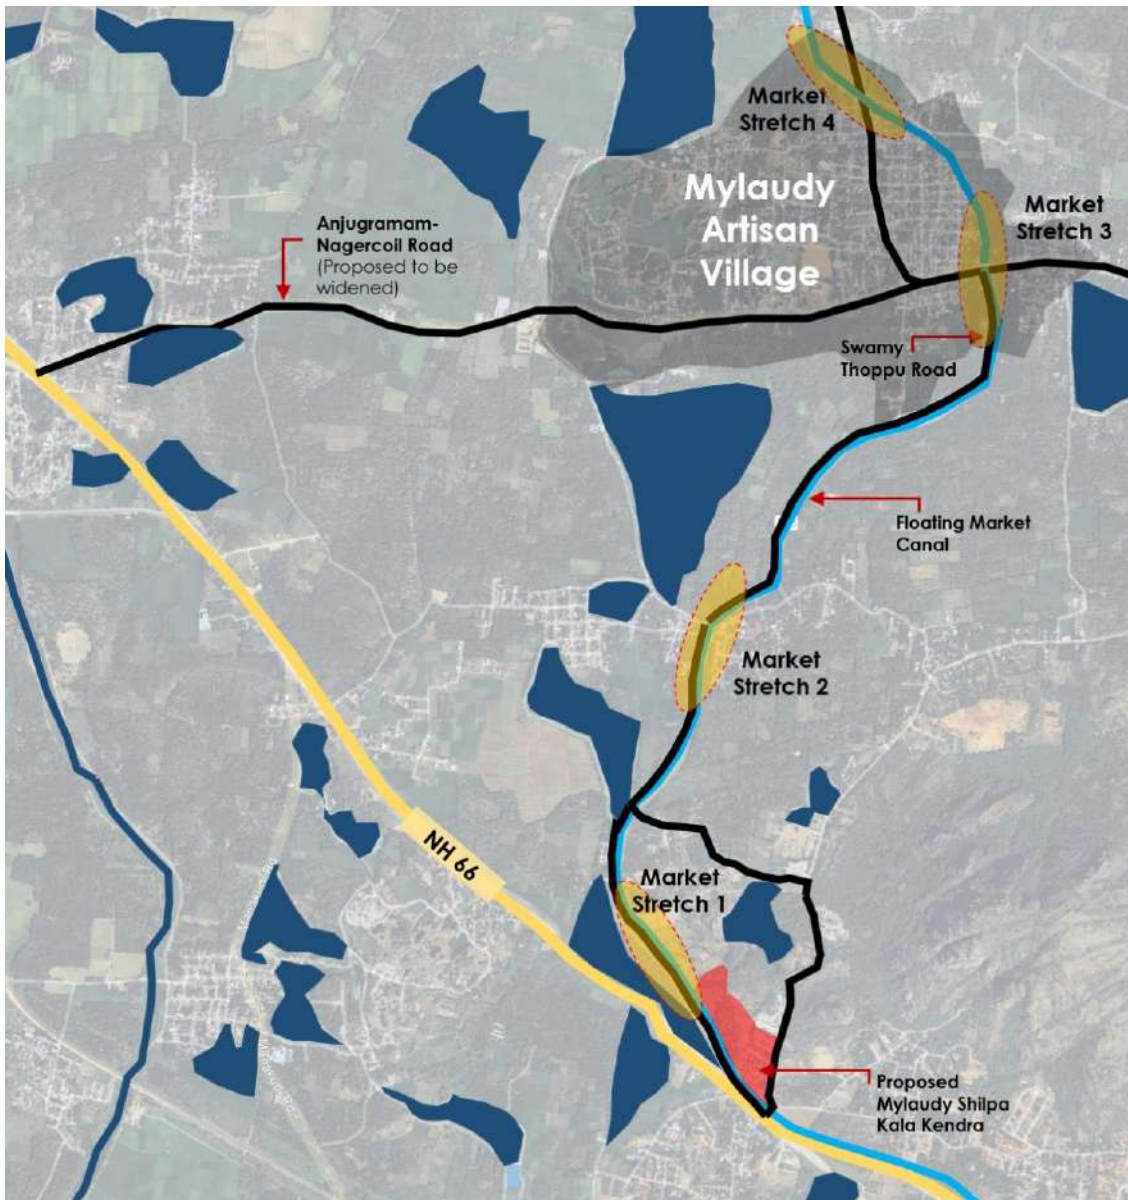 Market
Stretch 4
Mylaudy
Artisan
Village
Market
Stretch 3
Anjugramam-
Nagercoil Road
(Proposed to be
widened)
Swamy
Thoppu Road
Floating Market
Canal
Market
Stretch 2
NH 66
Market
Stretch 1
Proposed
Mylaudy Shilpa
Kala Kendra